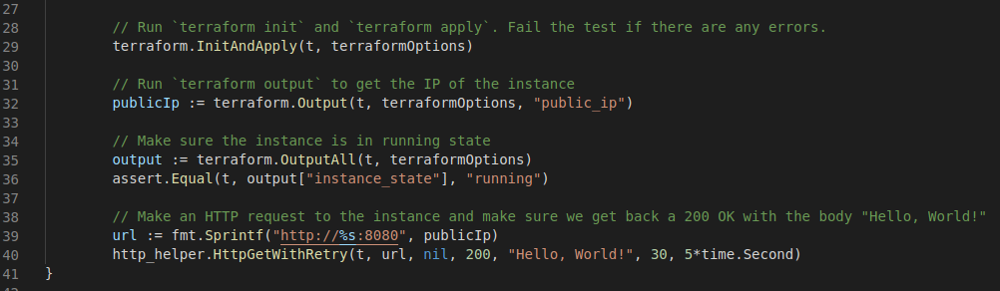 27
28 // Run `terraform init` and `terraform apply`. Fail the test if there are any errors.
29 terraform.InitAndApply(t, terraformOptions)
30
31 // Run `terraform output` to get the IP of the instance
32 publicIp := terraform.Output(t, terraformOptions, "public_ip")
33
34 // Make sure the instance is in running state
35 output := terraform.OutputAll(t, terraformOptions)
36 assert.Equal(t, output["instance_state"], "running")
37
38 // Make an HTTP request to the instance and make sure we get back a 200 OK with the body "Hello, World!"
39 url := fmt.Sprintf("http://%s:8080", publicIp)
40 http_helper.HttpGetWithRetry(t, url, nil, 200, "Hello, World!", 30, 5*time.Second)
41 }